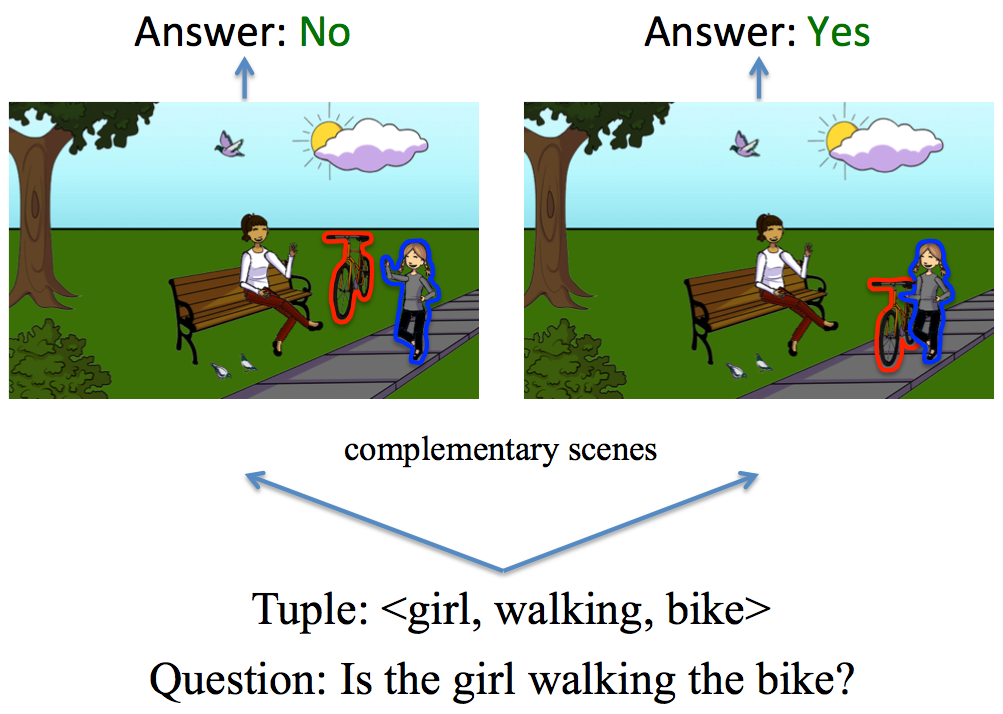 Answer: No
Answer: Yes
complementary scenes
Tuple: <girl, walking, bike>
Question: Is the girl walking the bike?